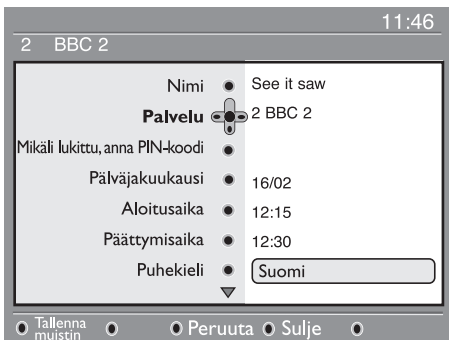 11:46
2 BBC 2
Nimi See it saw
Palvelu 2 BBC 2
Mikäli lukittu, anna PIN-koodi
Pälväjakuukausi 16/02
Aloitusaika 12:15
Päättymisaika 12:30
Puhekieli Suomi
Tallenna muistin Peruuta Sulje